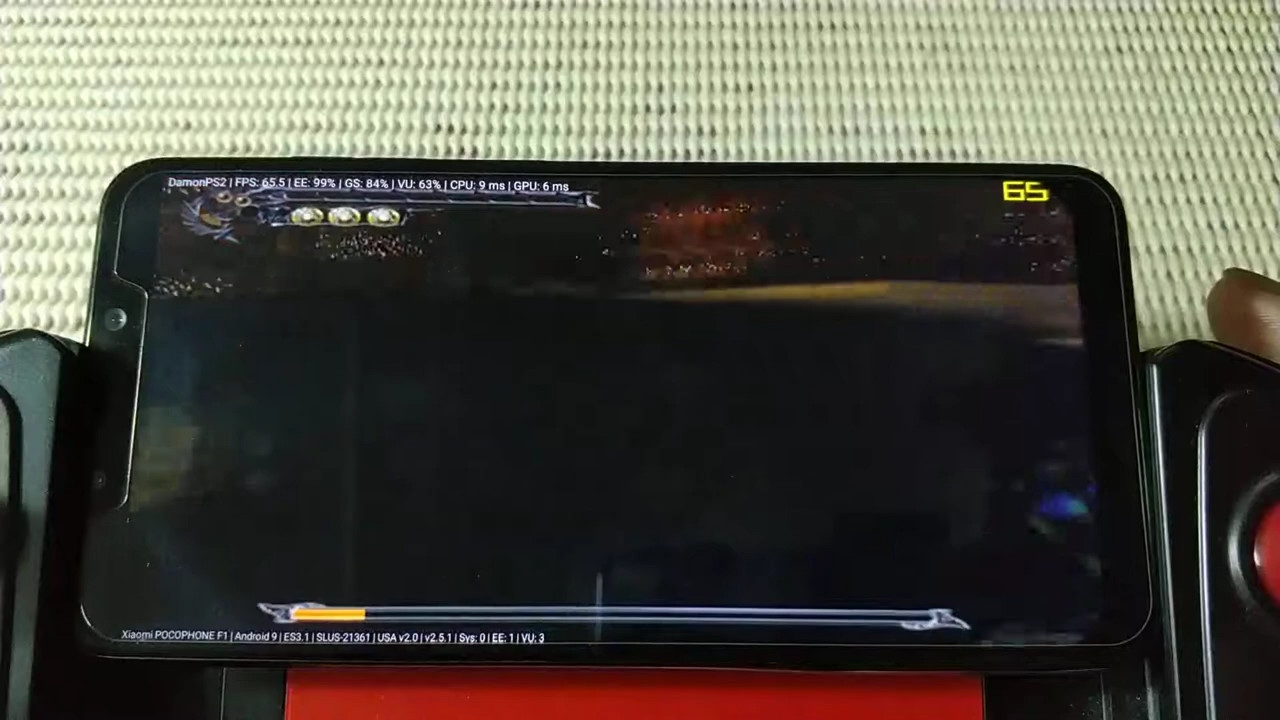 DamonPS2 | FPS: 65.5 | EE: 99% | GS: 84% | VU: 63% | CPU: 9 ms | GPU: 6 ms
65
Xiaomi POCOPHONE F1 | Android 9 | ES3.1 | SLUS-21361 | USA v2.0 | v2.5.1 | Sys: 0 | EE: 1 | VU: 3